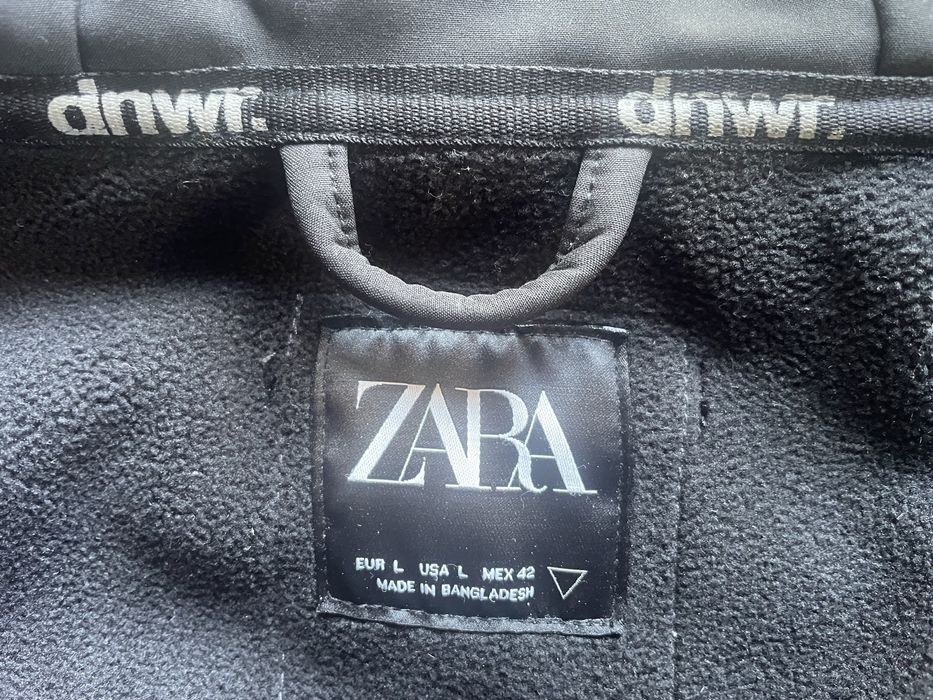 dnwr. dnwr.
ZARA
EUR L USA L MEX 42
MADE IN BANGLADESH